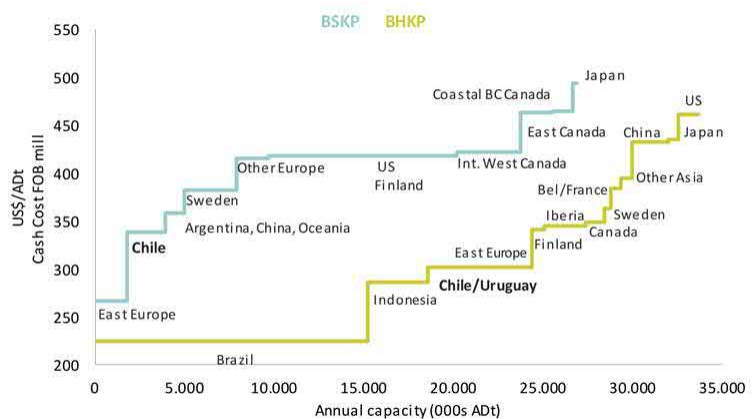 BSKP BHKP
550
500
450
400
350
300
250
200
US$/ADt
Cash Cost FOB mill
Japan
Coastal BC Canada
US
East Canada
China
Japan
Other Europe
US
Int. West Canada
Finland
Other Asia
Bel/France
Sweden
Iberia
Sweden
Argentina, China, Oceania
Canada
Chile
East Europe
Finland
Chile/Uruguay
Indonesia
East Europe
Brazil
0 5.000 10.000 15.000 20.000 25.000 30.000 35.000
Annual capacity (000s ADt)